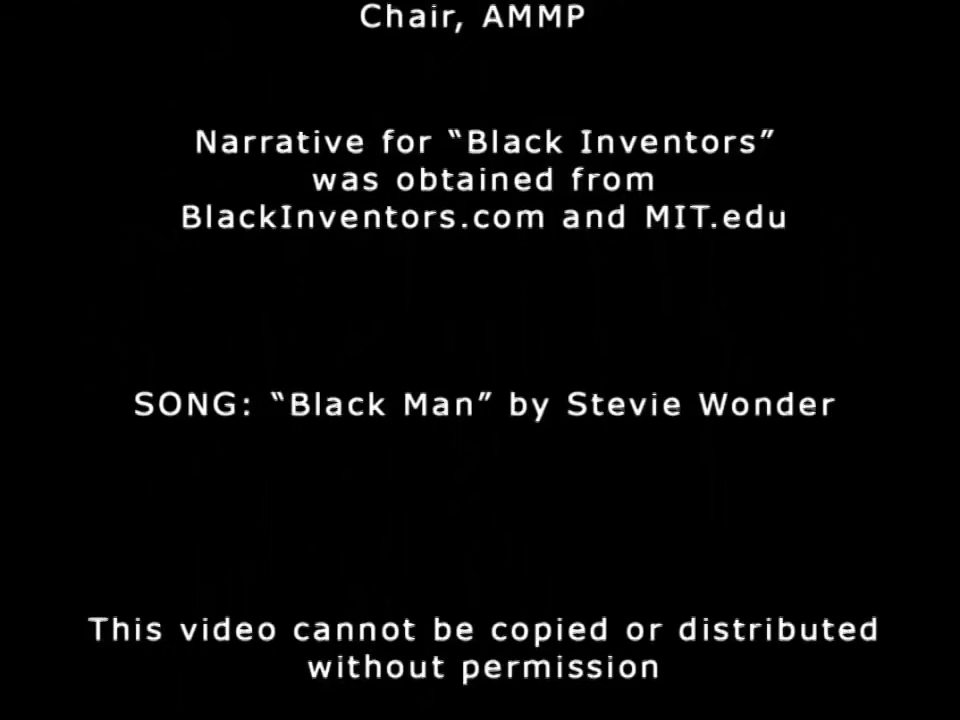 Chair, AMMP
Narrative for “Black Inventors”
was obtained from
BlackInventors.com and MIT.edu
SONG: “Black Man” by Stevie Wonder
This video cannot be copied or distributed
without permission